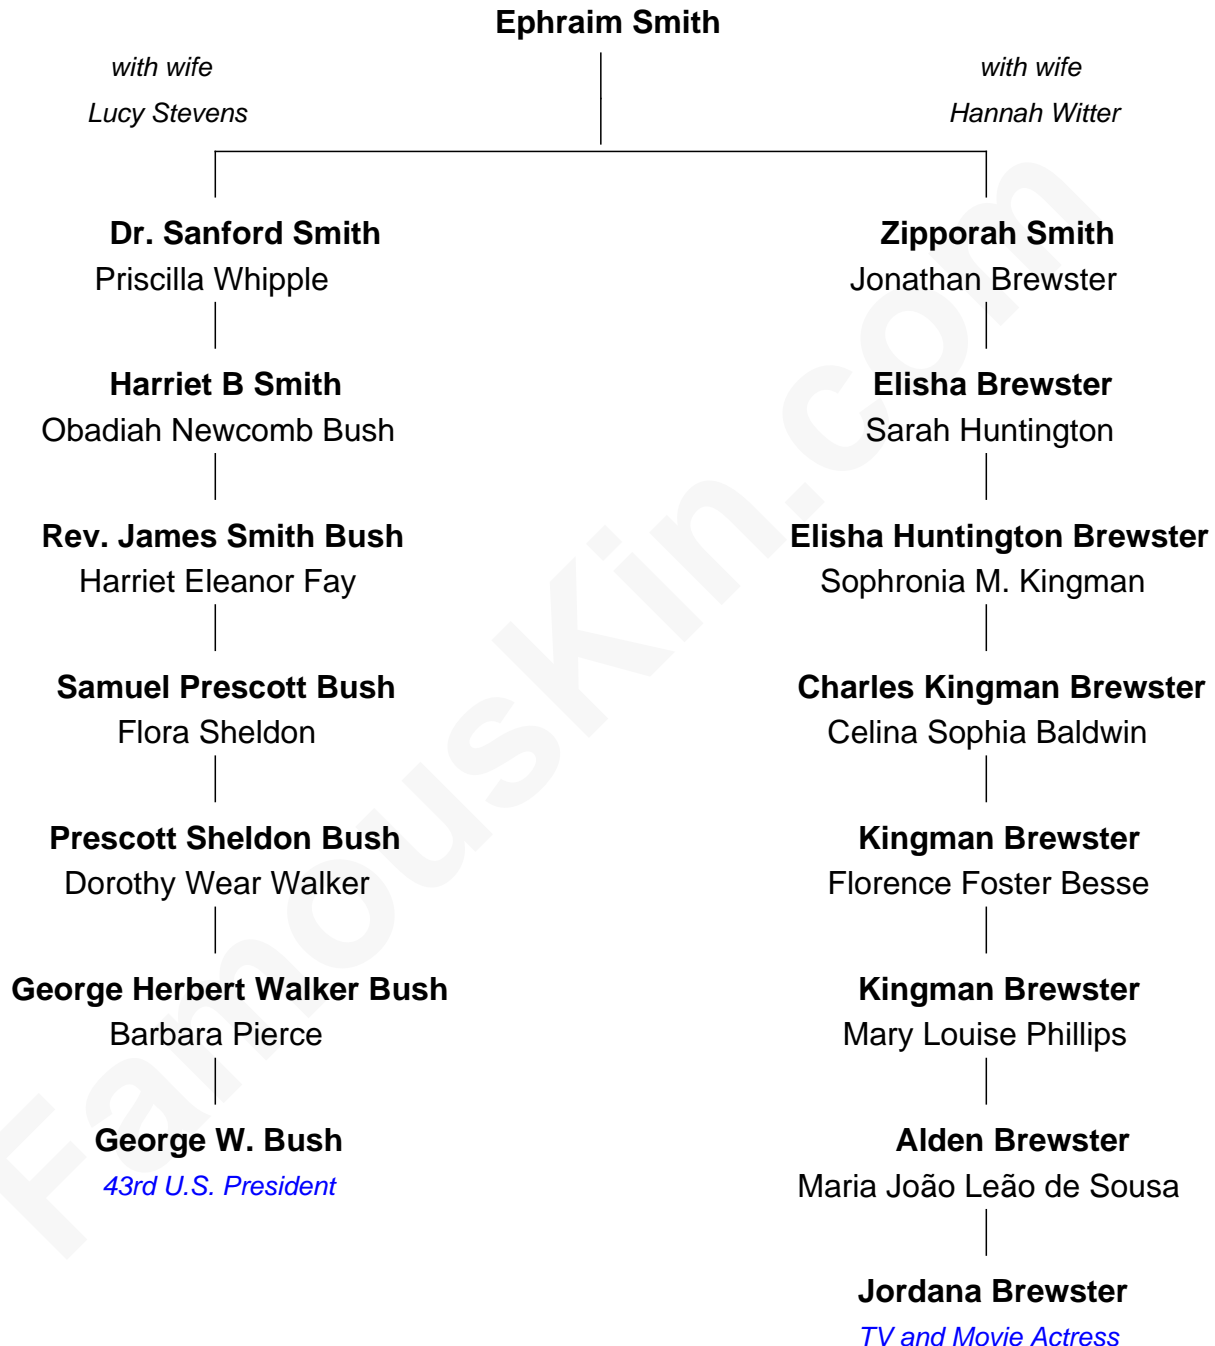 Ephraim Smith
with wife
Lucy Stevens
with wife
Hannah Witter
Dr. Sanford Smith
Priscilla Whipple
Zipporah Smith
Jonathan Brewster
Harriet B Smith
Obadiah Newcomb Bush
Elisha Brewster
Sarah Huntington
Rev. James Smith Bush
Harriet Eleanor Fay
Elisha Huntington Brewster
Sophronia M. Kingman
Samuel Prescott Bush
Flora Sheldon
Charles Kingman Brewster
Celina Sophia Baldwin
Prescott Sheldon Bush
Dorothy Wear Walker
Kingman Brewster
Florence Foster Besse
George Herbert Walker Bush
Barbara Pierce
Kingman Brewster
Mary Louise Phillips
George W. Bush
43rd U.S. President
Alden Brewster
Maria João Leão de Sousa
Jordana Brewster
TV and Movie Actress
FamousKin.com